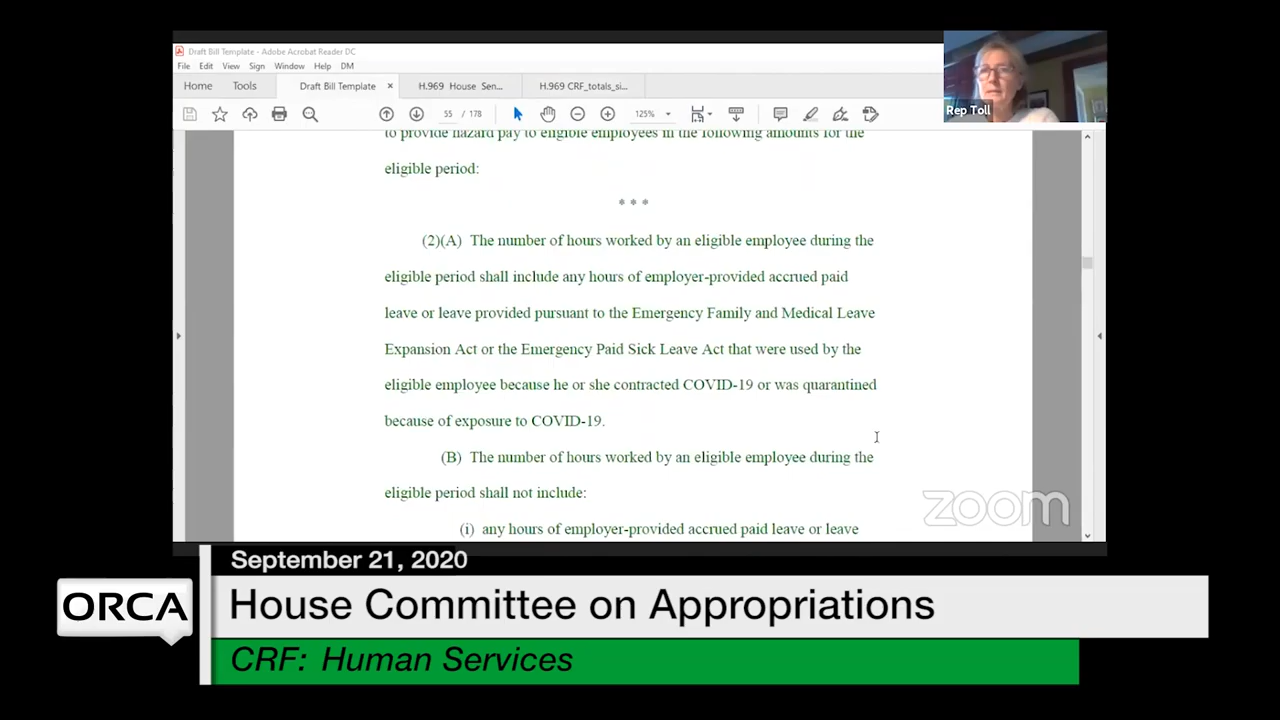 Draft Bill Template - Adobe Acrobat Reader DC
File Edit View Sign Window Help DM
Home Tools Draft Bill Template × H.969 House Sen... H.969 CRF_totals_si...
55 / 178 125%
Rep Toll
to provide hazard pay to eligible employees in the following amounts for the
eligible period:
* * *
(2)(A) The number of hours worked by an eligible employee during the
eligible period shall include any hours of employer-provided accrued paid
leave or leave provided pursuant to the Emergency Family and Medical Leave
Expansion Act or the Emergency Paid Sick Leave Act that were used by the
eligible employee because he or she contracted COVID-19 or was quarantined
because of exposure to COVID-19.
(B) The number of hours worked by an eligible employee during the
eligible period shall not include:
(i) any hours of employer-provided accrued paid leave or leave
zoom
September 21, 2020
ORCA
House Committee on Appropriations
CRF: Human Services